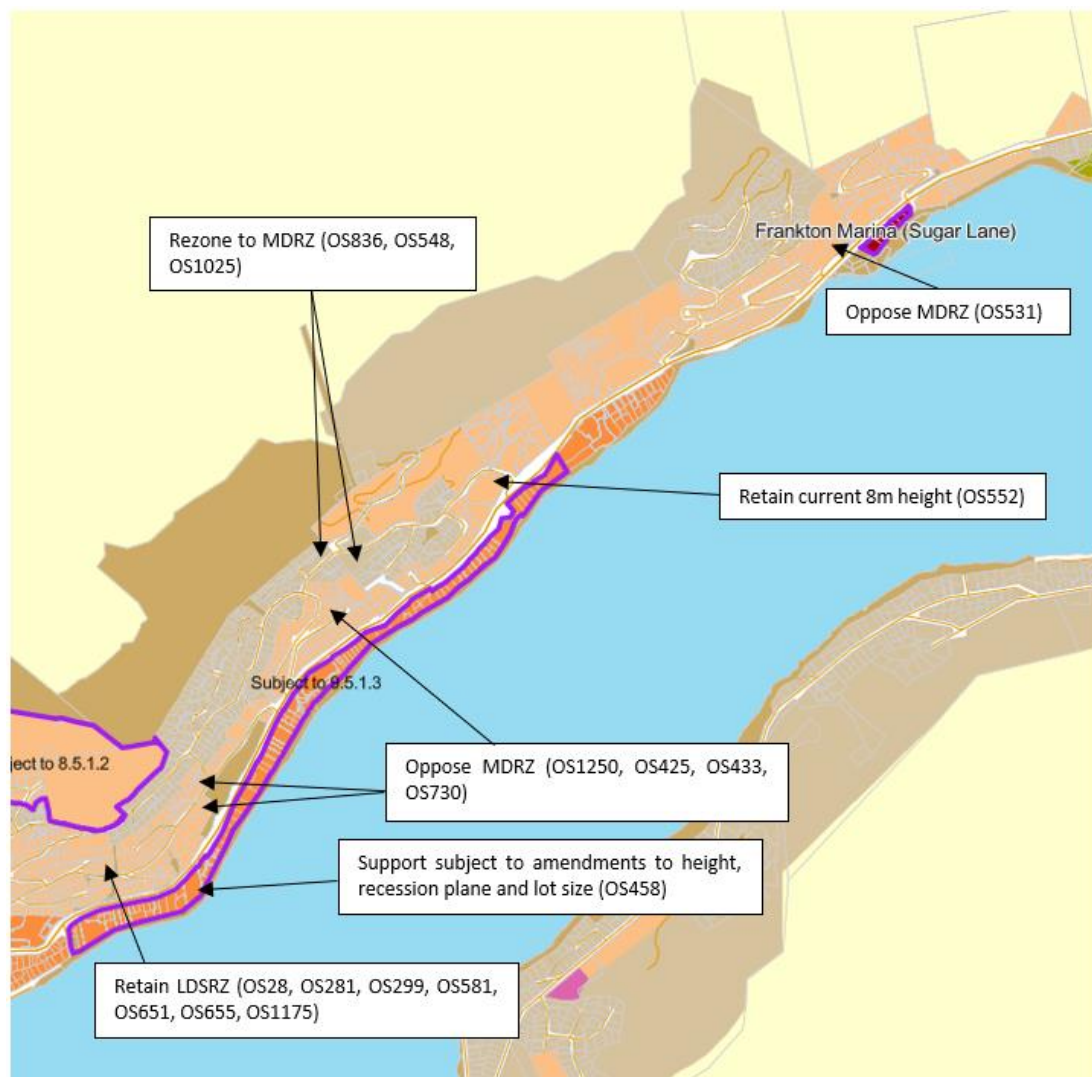 Rezone to MDRZ (OS836, OS548,
OS1025)
Frankton Marina (Sugar Lane)
Oppose MDRZ (OS531)
Retain current 8m height (OS552)
Subject to 9.5.1.3
ject to 8.5.1.2
Oppose MDRZ (OS1250, OS425, OS433,
OS730)
Support subject to amendments to height,
recession plane and lot size (OS458)
Retain LDSRZ (OS28, OS281, OS299, OS581,
OS651, OS655, OS1175)